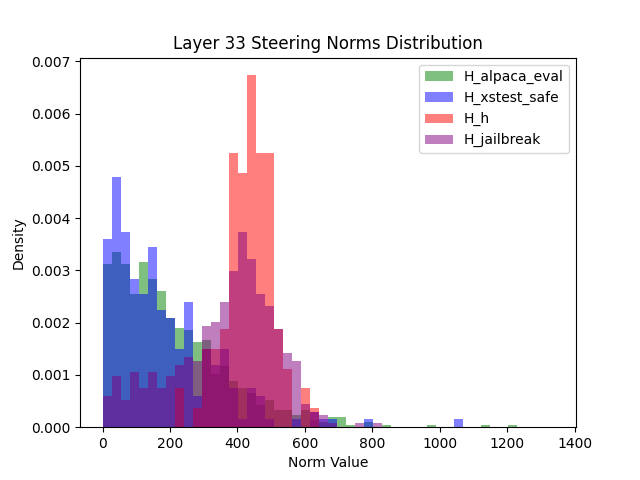 Layer 33 Steering Norms Distribution
H_alpaca_eval
H_xstest_safe
H_h
H_jailbreak
Density
0.007
0.006
0.005
0.004
0.003
0.002
0.001
0.000
0 200 400 600 800 1000 1200 1400
Norm Value